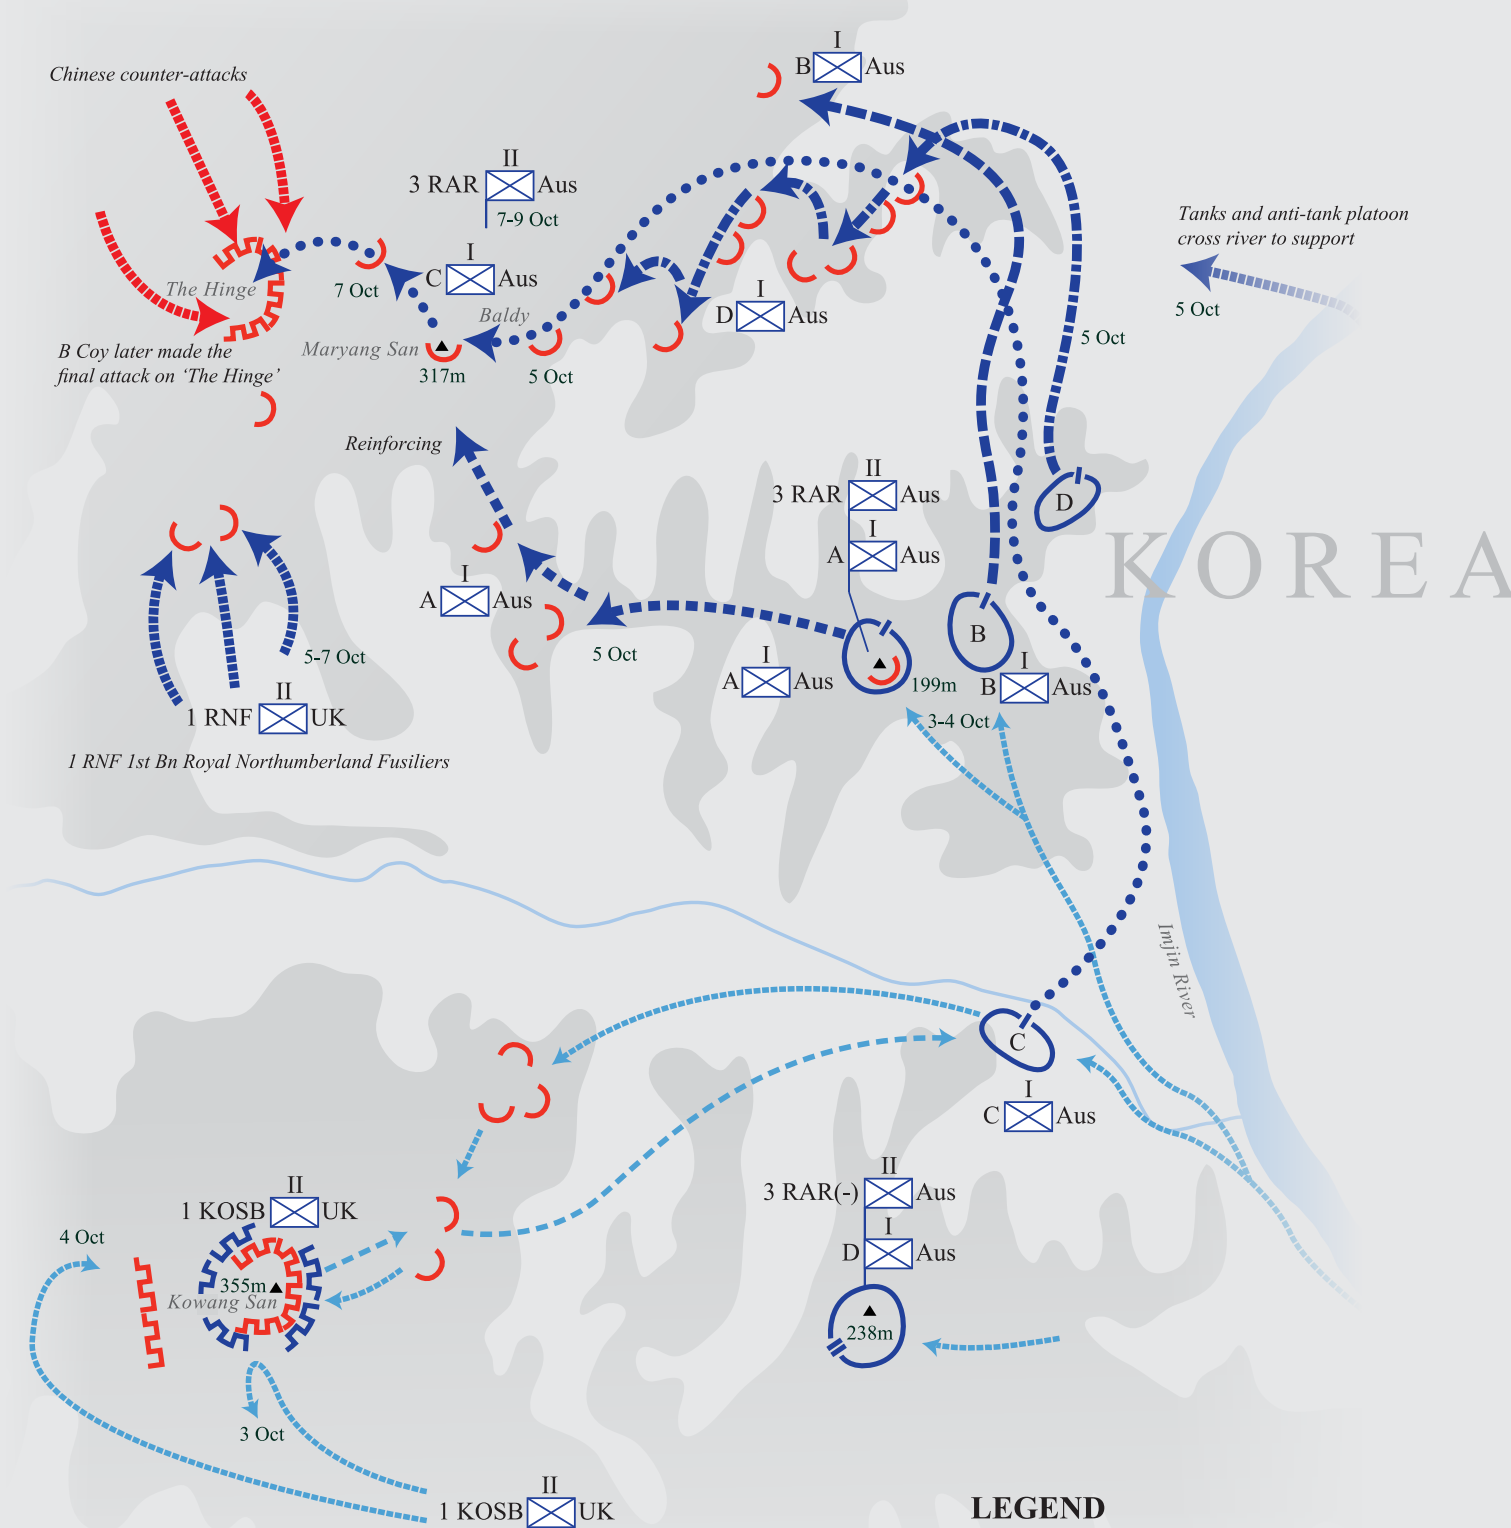 I
B Aus
Chinese counter-attacks
II
3 RAR Aus
7-9 Oct
Tanks and anti-tank platoon
cross river to support
5 Oct
I
C Aus
The Hinge
7 Oct
Baldy
I
D Aus
5 Oct
Maryang San
317m
5 Oct
B Coy later made the
final attack on ‘The Hinge’
Reinforcing
II
3 RAR Aus
I
A Aus
D
KOREA
I
A Aus
B
5 Oct
5-7 Oct
I
A Aus
199m
I
B Aus
3-4 Oct
II
1 RNF UK
1 RNF 1st Bn Royal Northumberland Fusiliers
Imjin River
C
I
C Aus
II
3 RAR(-) Aus
I
D Aus
238m
II
1 KOSB UK
4 Oct
355m
Kowang San
3 Oct
II
1 KOSB UK
LEGEND